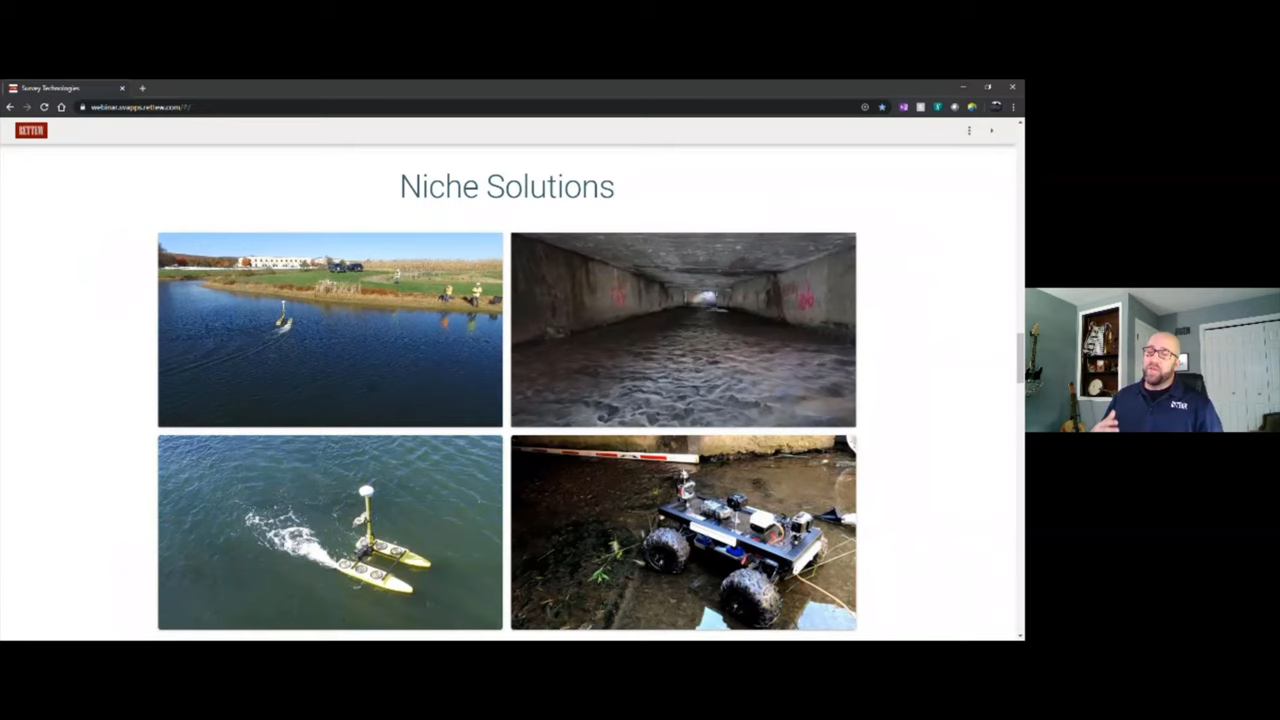 Survey Technologies
webinar.svapps.rettew.com/?/
RETTEW
Niche Solutions
RETTEW